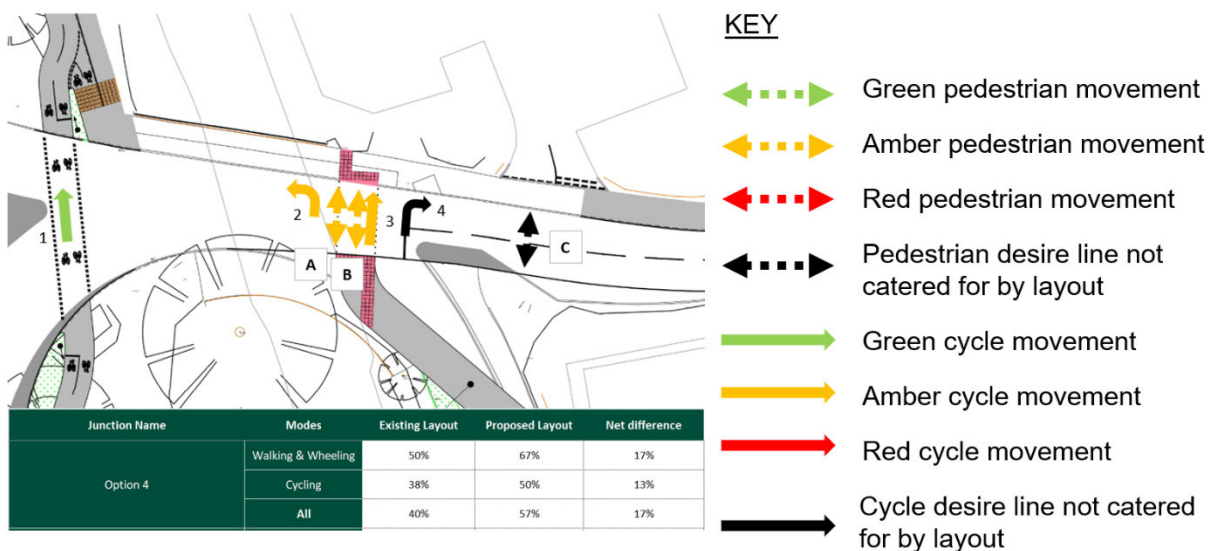 1
2
3
4
A
B
C
Junction Name Modes Existing Layout Proposed Layout Net difference
Option 4
Walking & Wheeling 50% 67% 17%
Cycling 38% 50% 13%
All 40% 57% 17%
KEY
Green pedestrian movement
Amber pedestrian movement
Red pedestrian movement
Pedestrian desire line not
catered for by layout
Green cycle movement
Amber cycle movement
Red cycle movement
Cycle desire line not catered
for by layout